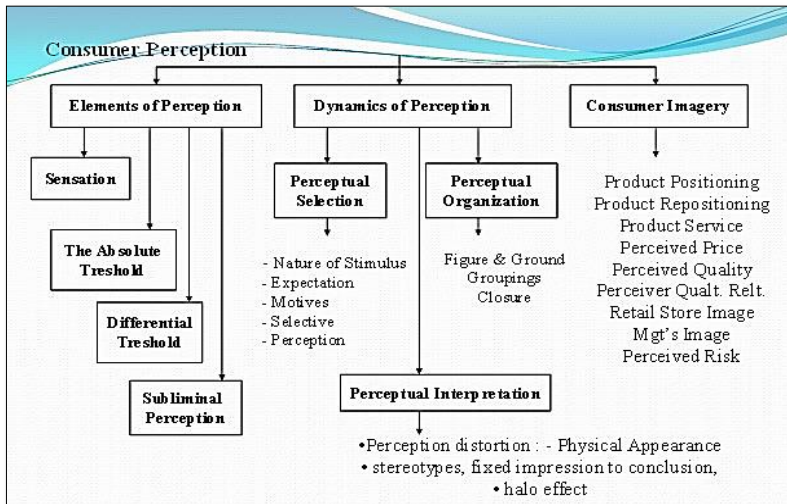 Consumer Perception
Elements of Perception
Dynamics of Perception
Consumer Imagery
Sensation
The Absolute
Treshold
Differential
Treshold
Subliminal
Perception
Perceptual
Selection
- Nature of Stimulus
- Expectation
- Motives
- Selective
- Perception
Perceptual
Organization
Figure & Ground
Groupings
Closure
Perceptual Interpretation
•Perception distortion : - Physical Appearance
• stereotypes, fixed impression to conclusion,
• halo effect
Product Positioning
Product Repositioning
Product Service
Perceived Price
Perceived Quality
Perceiver Qualt. Relt.
Retail Store Image
Mgt's Image
Perceived Risk